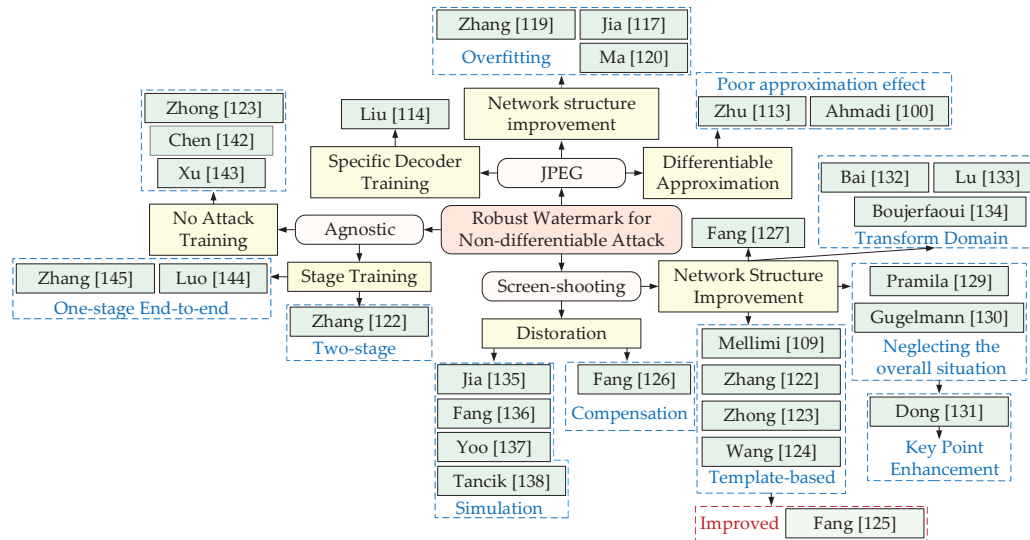 Zhang [119]
Jia [117]
Overfitting
Ma [120]
Poor approximation effect
Zhu [113]
Ahmadi [100]
Zhong [123]
Chen [142]
Xu [143]
Liu [114]
Network structure
improvement
Specific Decoder
Training
JPEG
Differentiable
Approximation
Bai [132]
Lu [133]
Boujerfaoui [134]
Transform Domain
No Attack
Training
Agnostic
Robust Watermark for
Non-differentiable Attack
Fang [127]
Zhang [145]
Luo [144]
One-stage End-to-end
Stage Training
Screen-shooting
Network Structure
Improvement
Pramila [129]
Gugelmann [130]
Neglecting the
overall situation
Zhang [122]
Two-stage
Distoration
Mellimi [109]
Zhang [122]
Zhong [123]
Wang [124]
Template-based
Jia [135]
Fang [136]
Yoo [137]
Tancik [138]
Simulation
Fang [126]
Compensation
Dong [131]
Key Point
Enhancement
Improved
Fang [125]